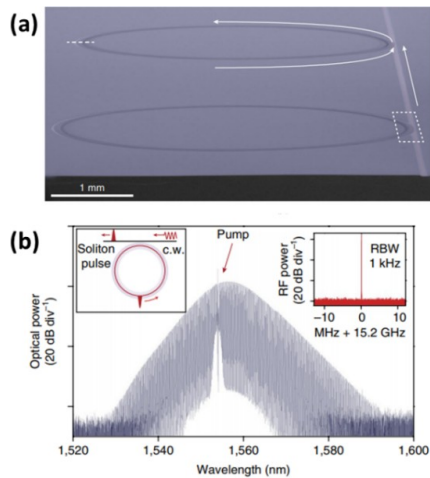 (a)
1 mm
(b)
Pump
Soliton
pulse
c.w.
RBW
1 kHz
RF power
(20 dB div⁻¹)
−10 0 10
MHz + 15.2 GHz
Optical power
(20 dB div⁻¹)
1,520 1,540 1,560 1,580 1,600
Wavelength (nm)